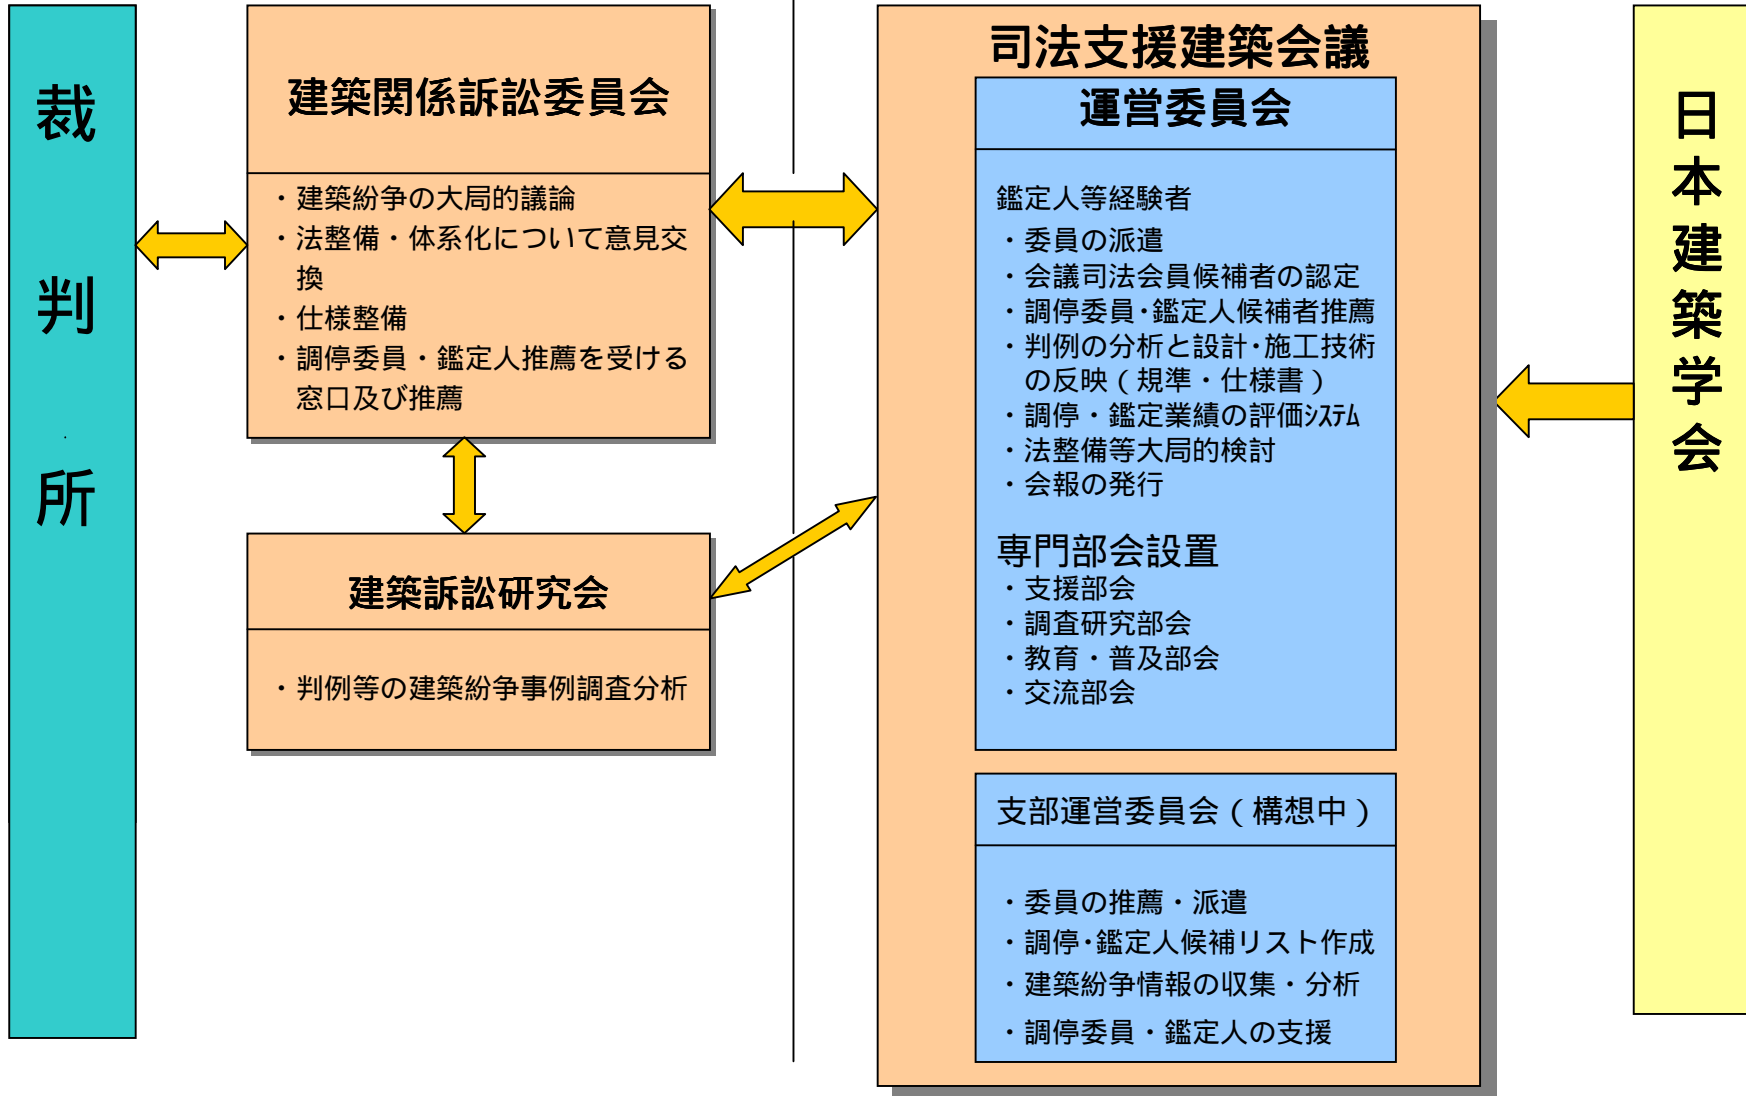 裁判所
建築関係訴訟委員会
・建築紛争の大局的議論
・法整備・体系化について意見交
換
・仕様整備
・調停委員・鑑定人推薦を受ける
窓口及び推薦
建築訴訟研究会
・判例等の建築紛争事例調査分析
司法支援建築会議
運営委員会
鑑定人等経験者
・委員の派遣
・会議司法会員候補者の認定
・調停委員・鑑定人候補者推薦
・判例の分析と設計・施工技術
の反映（規準・仕様書）
・調停・鑑定業績の評価ｼｽﾃﾑ
・法整備等大局的検討
・会報の発行
専門部会設置
・支援部会
・調査研究部会
・教育・普及部会
・交流部会
支部運営委員会（構想中）
・委員の推薦・派遣
・調停・鑑定人候補リスト作成
・建築紛争情報の収集・分析
・調停委員・鑑定人の支援
日本建築学会